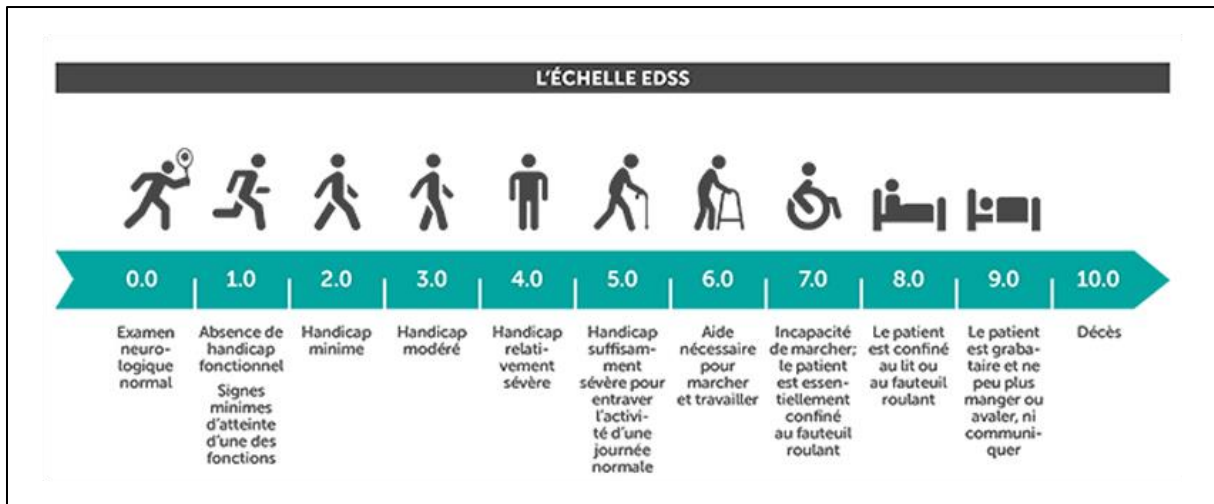 L'ÉCHELLE EDSS
0.0
1.0
2.0
3.0
4.0
5.0
6.0
7.0
8.0
9.0
10.0
Examen
neuro-
logique
normal
Absence de
handicap
fonctionnel
Signes
minimes
d'atteinte
d'une des
fonctions
Handicap
minime
Handicap
modéré
Handicap
relati-
vement
sévère
Handicap
suffisam-
ment
sévère pour
entraver
l'activi-
té d'une
journée
normale
Aide
nécessaire
pour
marcher
et travailler
Incapacité
de marcher;
le patient
est essen-
tiellement
confiné
au fauteuil
roulant
Le patient
est confiné
au lit ou
au fauteuil
roulant
Le patient
est graba-
taire et ne
peu plus
manger ou
avaler, ni
communi-
quer
Décès